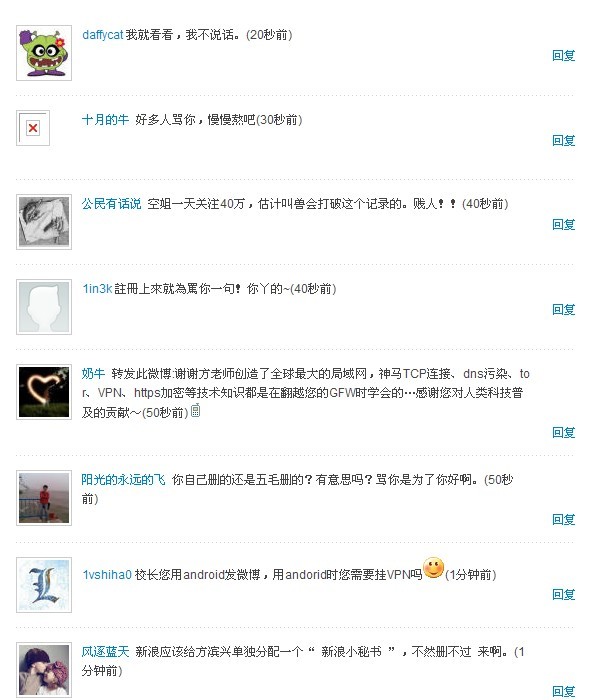 daffycat 我就看看，我不说话。(20秒前)
回复
十月的牛 好多人骂你，慢慢熬吧(30秒前)
回复
公民有话说 空姐一天关注40万，估计叫兽会打破这个记录的。贱人！！(40秒前)
回复
1in3k 註冊上來就為罵你一句！你丫的~(40秒前)
回复
奶牛 转发此微博:谢谢方老师创造了全球最大的局域网，神马TCP连接、dns污染、to
r、VPN、https加密等技术知识都是在翻越您的GFW时学会的…感谢您对人类科技普
及的贡献～(50秒前)
回复
阳光的永远的飞 你自己删的还是五毛删的？有意思吗？骂你是为了你好啊。(50秒
前)
回复
1vshiha0 校长您用android发微博，用andorid时您需要挂VPN吗(1分钟前)
回复
风逐蓝天 新浪应该给方滨兴单独分配一个“ 新浪小秘书 ”，不然删不过 来啊。(1
分钟前)
回复